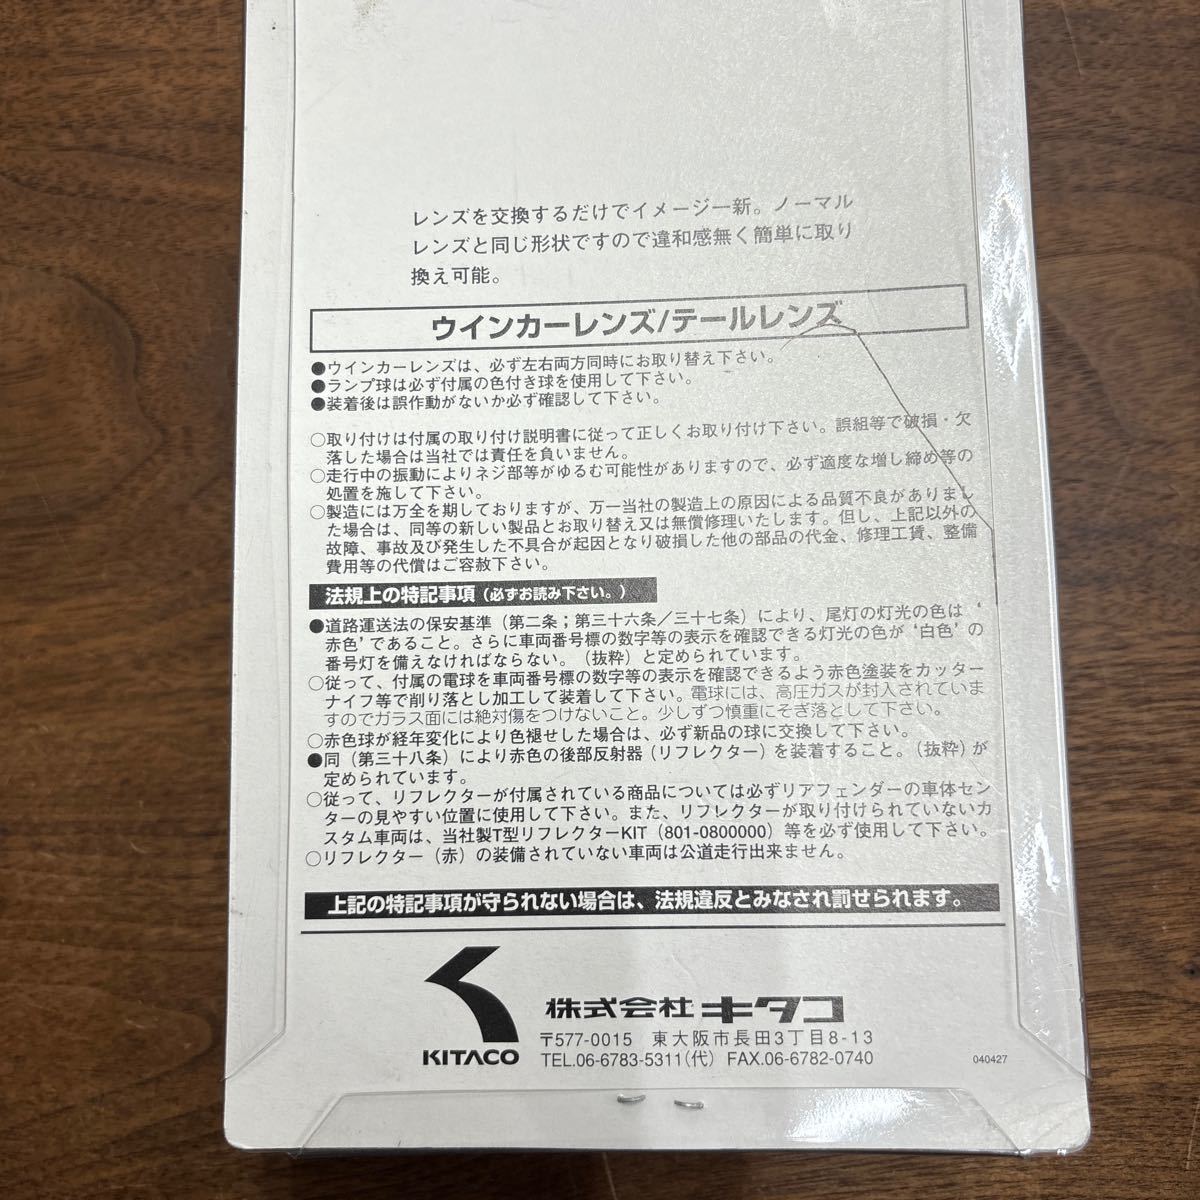 レンズを交換するだけでイメージ一新。ノーマル
レンズと同じ形状ですので違和感無く簡単に取り
換え可能。
ウインカーレンズ/テールレンズ
●ウインカーレンズは、必ず左右両方同時にお取り替え下さい。
●ランプ球は必ず付属の色付き球を使用して下さい。
●装着後は誤作動がないか必ず確認して下さい。
○取り付けは付属の取り付け説明書に従って正しくお取り付け下さい。誤組等で破損・欠
落した場合は当社では責任を負いません。
○走行中の振動によりネジ部等がゆるむ可能性がありますので、必ず適度な増し締め等の
処置を施して下さい。
○製造には万全を期しておりますが、万一当社の製造上の原因による品質不良がありまし
た場合は、同等の新しい製品とお取り替え又は無償修理いたします。但し、上記以外の
故障、事故及び発生した不具合が起因となり破損した他の部品の代金、修理工賃、整備
費用等の代償はご容赦下さい。
法規上の特記事項（必ずお読み下さい。）
●道路運送法の保安基準（第二条；第三十六条／三十七条）により、尾灯の灯光の色は‘
赤色’であること。さらに車両番号標の数字等の表示を確認できる灯光の色が‘白色’の
番号灯を備えなければならない。（抜粋）と定められています。
○従って、付属の電球を車両番号標の数字等の表示を確認できるよう赤色塗装をカッター
ナイフ等で削り落とし加工して装着して下さい。電球には、高圧ガスが封入されていま
すのでガラス面には絶対傷をつけないこと。少しずつ慎重にそぎ落として下さい。
○赤色球が経年変化により色褪せした場合は、必ず新品の球に交換して下さい。
●同（第三十八条）により赤色の後部反射器（リフレクター）を装着すること。（抜粋）が
定められています。
○従って、リフレクターが付属されている商品については必ずリアフェンダーの車体セン
ターの見やすい位置に使用して下さい。また、リフレクターが取り付けられていないカ
スタム車両は、当社製T型リフレクターKIT（801-0800000）等を必ず使用して下さい。
○リフレクター（赤）の装備されていない車両は公道走行出来ません。
上記の特記事項が守られない場合は、法規違反とみなされ罰せられます。
KITACO
株式会社 キタコ
〒577-0015 東大阪市長田3丁目8-13
TEL.06-6783-5311(代) FAX.06-6782-0740
040427